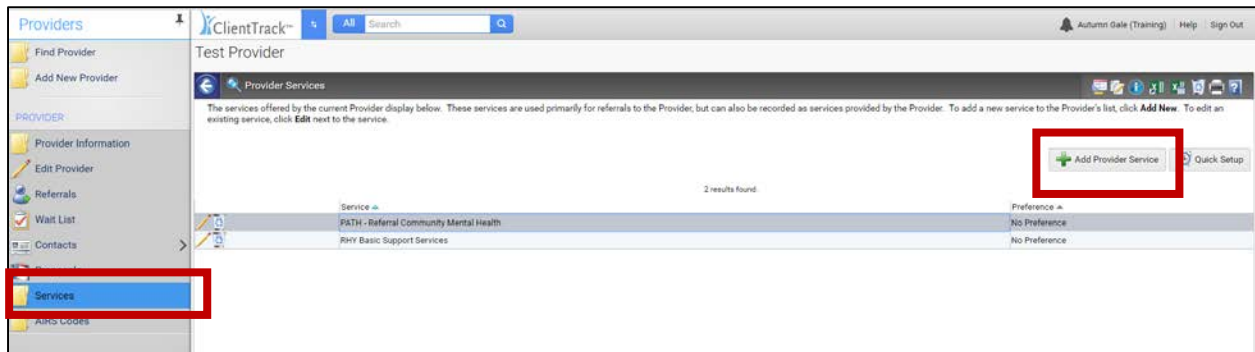 Providers
ClientTrack™
All Search
Autumn Gale (Training) Help Sign Out
Find Provider
Add New Provider
PROVIDER
Provider Information
Edit Provider
Referrals
Wait List
Contacts
Services
AIRS Codes
Test Provider
Provider Services
The services offered by the current Provider display below. These services are used primarily for referrals to the Provider, but can also be recorded as services provided by the Provider. To add a new service to the Provider's list, click Add New. To edit an
existing service, click Edit next to the service.
Add Provider Service
Quick Setup
2 results found.
Service Preference
PATH - Referral Community Mental Health No Preference
RHY Basic Support Services No Preference